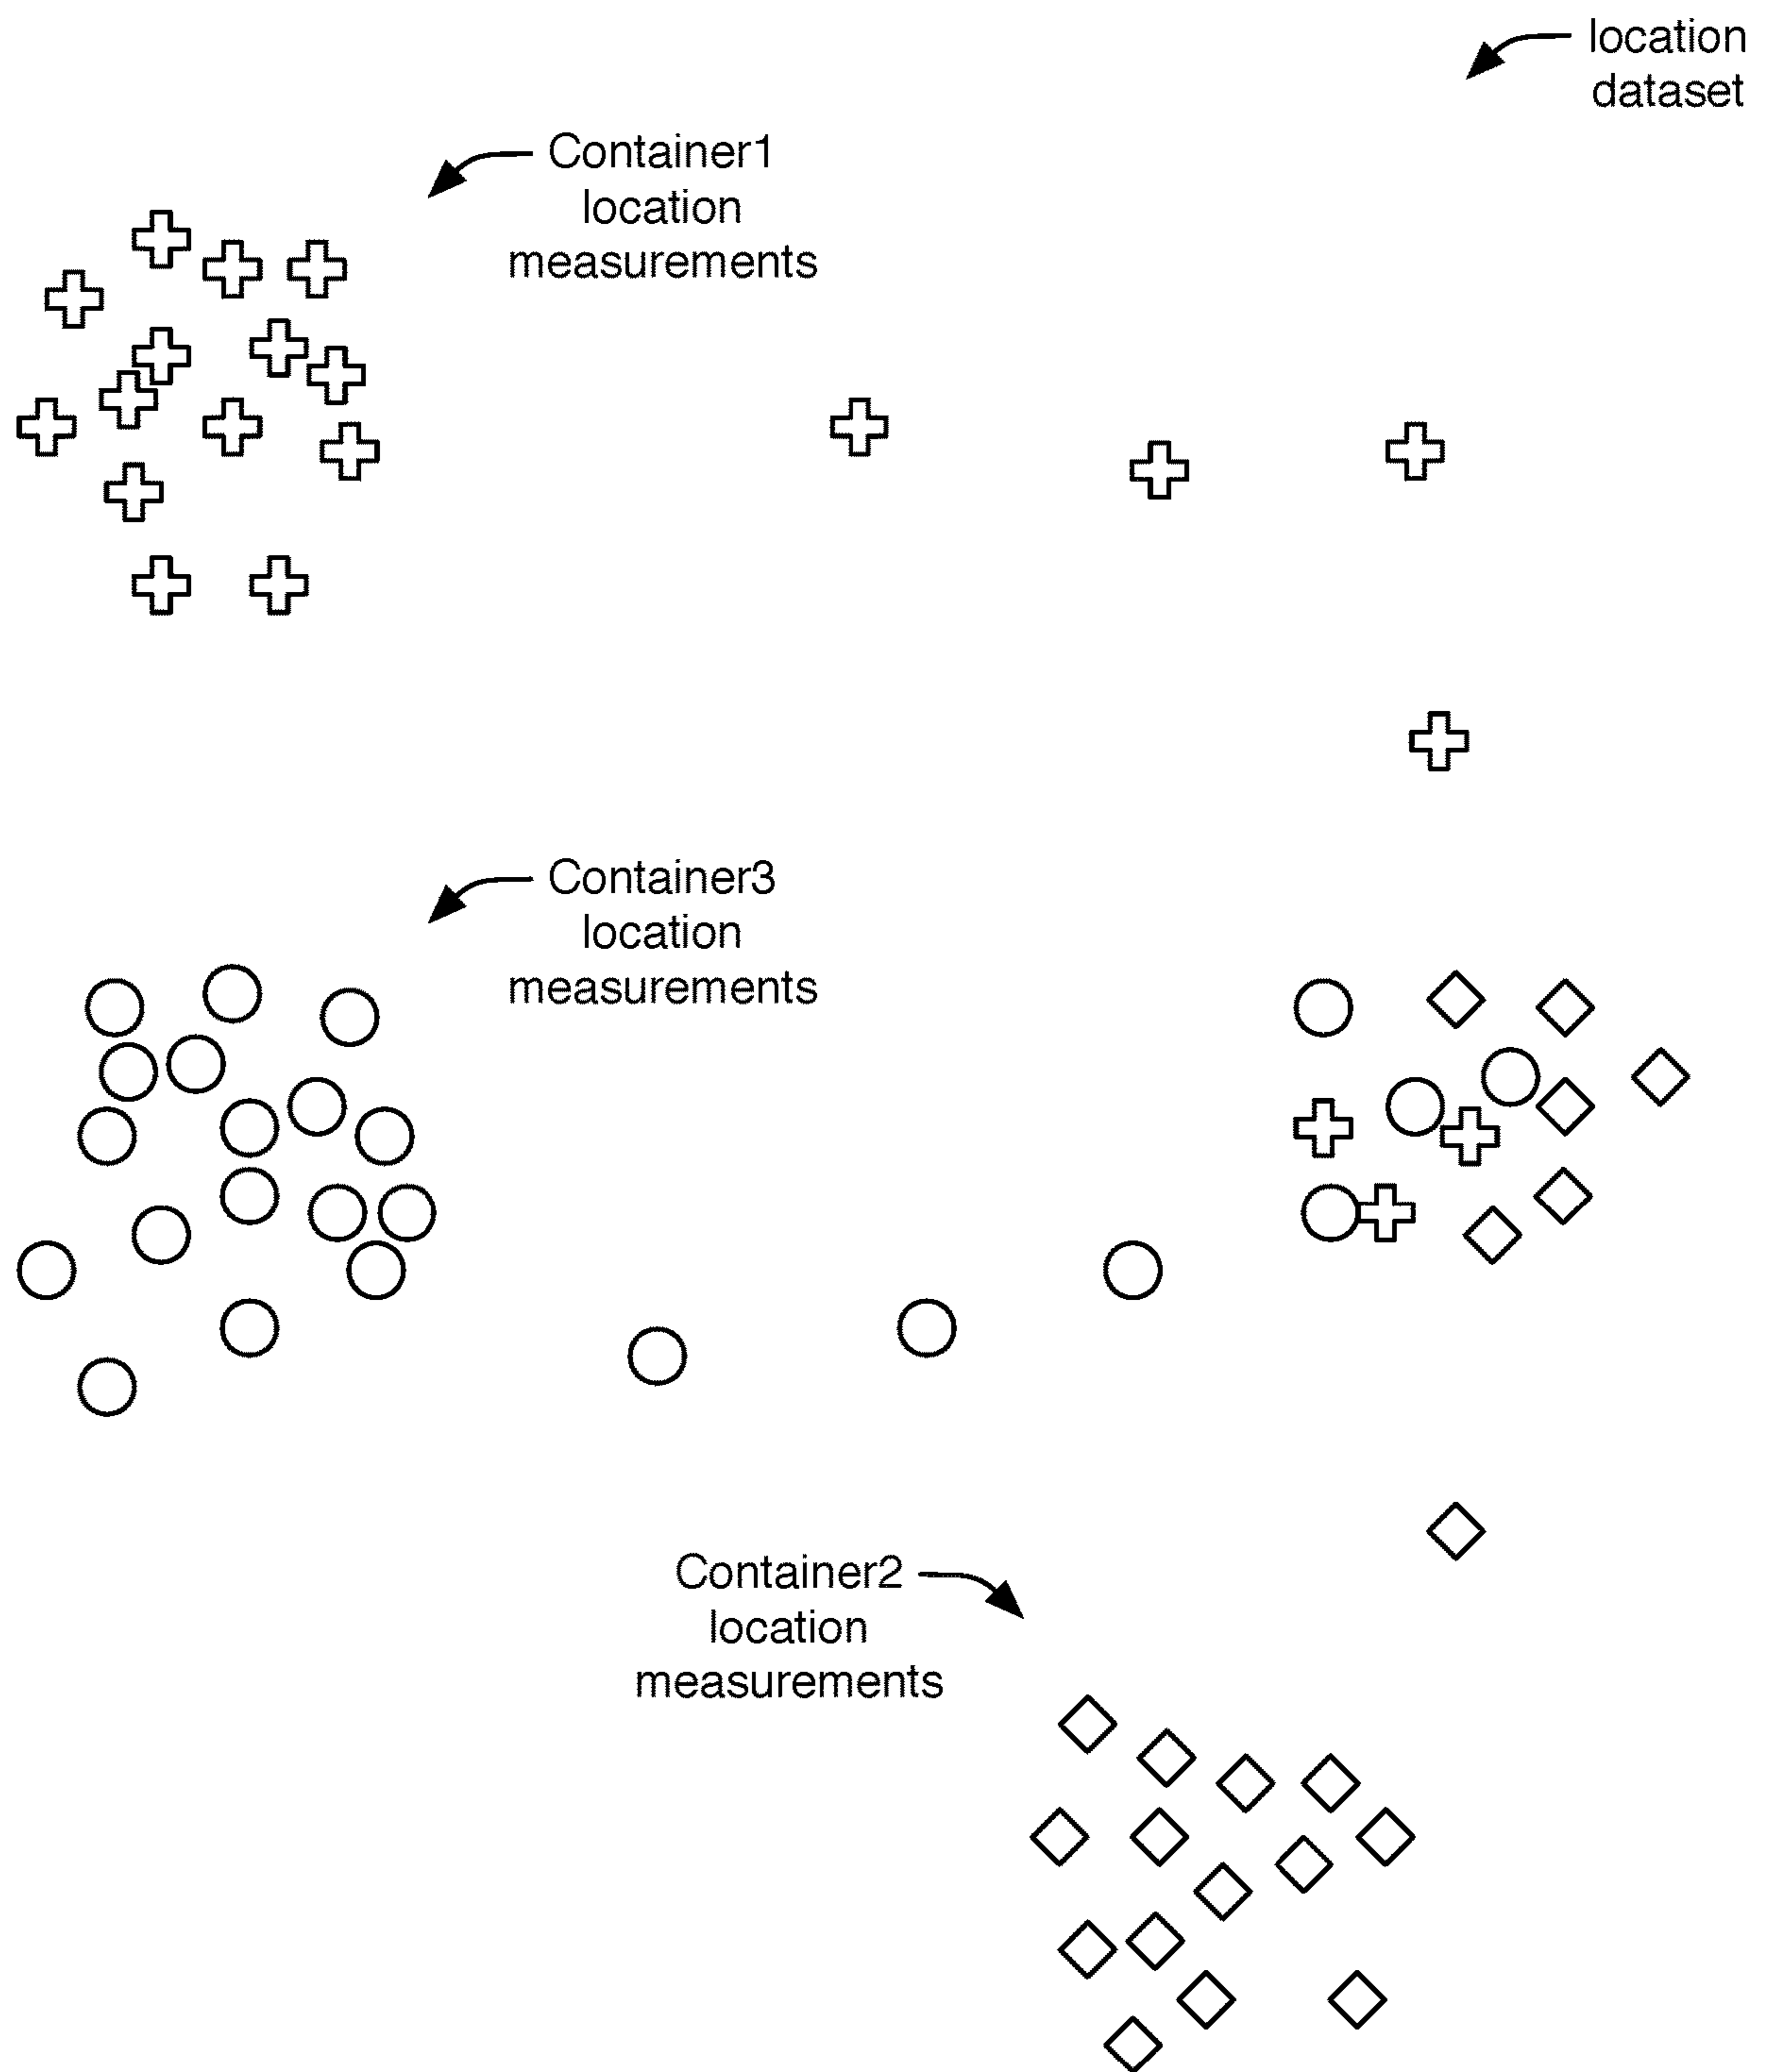 location
dataset
Container1
location
measurements
Container3
location
measurements
Container2
location
measurements